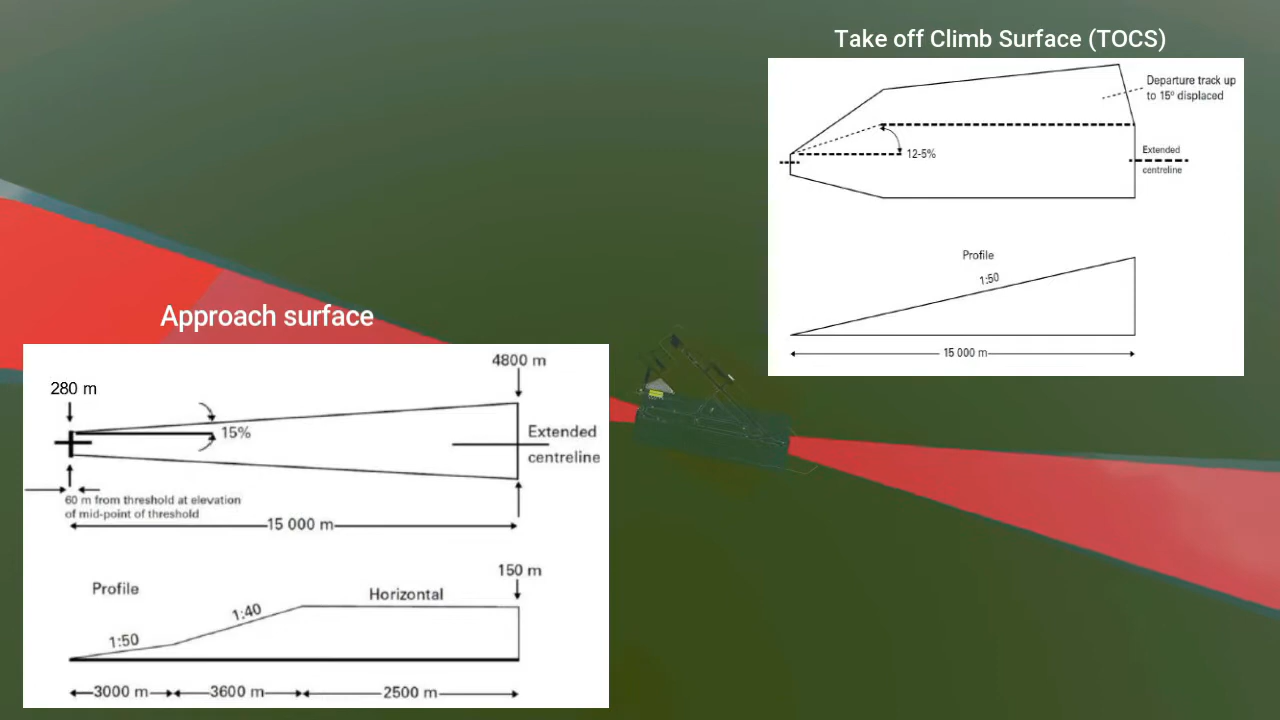 Take off Climb Surface (TOCS)
Departure track up
to 15° displaced
12-5%
Extended
centreline
Profile
1:50
15 000 m
Approach surface
4800 m
280 m
15%
Extended
centreline
60 m from threshold at elevation
of mid-point of threshold
15 000 m
150 m
Profile
Horizontal
1:40
1:50
3000 m
3600 m
2500 m